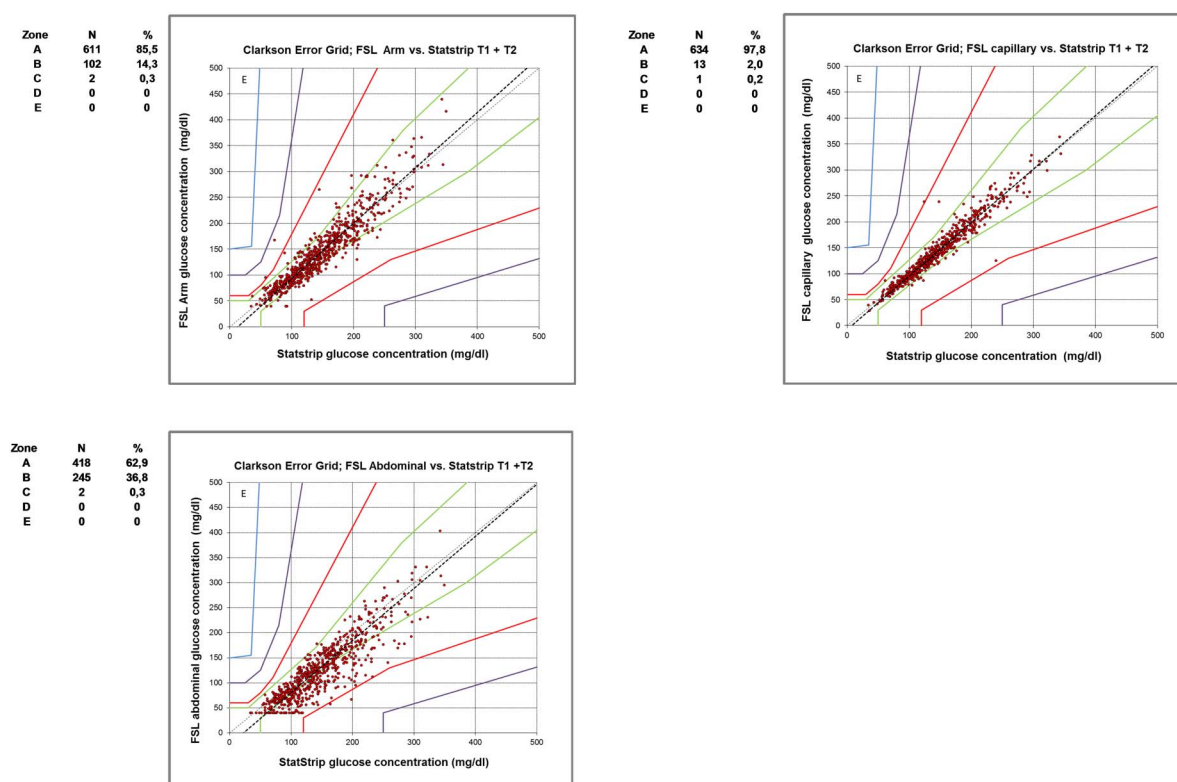 Zone N %
A 611 85,5
B 102 14,3
C 2 0,3
D 0 0
E 0 0
Clarkson Error Grid; FSL Arm vs. Statstrip T1 + T2
E
500
450
400
350
300
250
200
150
100
50
0
FSL Arm glucose concentration (mg/dl)
0 100 200 300 400 500
Statstrip glucose concentration (mg/dl)
Zone N %
A 634 97,8
B 13 2,0
C 1 0,2
D 0 0
E 0 0
Clarkson Error Grid; FSL capillary vs. Statstrip T1 + T2
E
500
450
400
350
300
250
200
150
100
50
0
FSL capillary glucose concentration (mg/dl)
0 100 200 300 400 500
Statstrip glucose concentration (mg/dl)
Zone N %
A 418 62,9
B 245 36,8
C 2 0,3
D 0 0
E 0 0
Clarkson Error Grid; FSL Abdominal vs. Statstrip T1 +T2
E
500
450
400
350
300
250
200
150
100
50
0
FSL abdominal glucose concentration (mg/dl)
0 100 200 300 400 500
StatStrip glucose concentration (mg/dl)